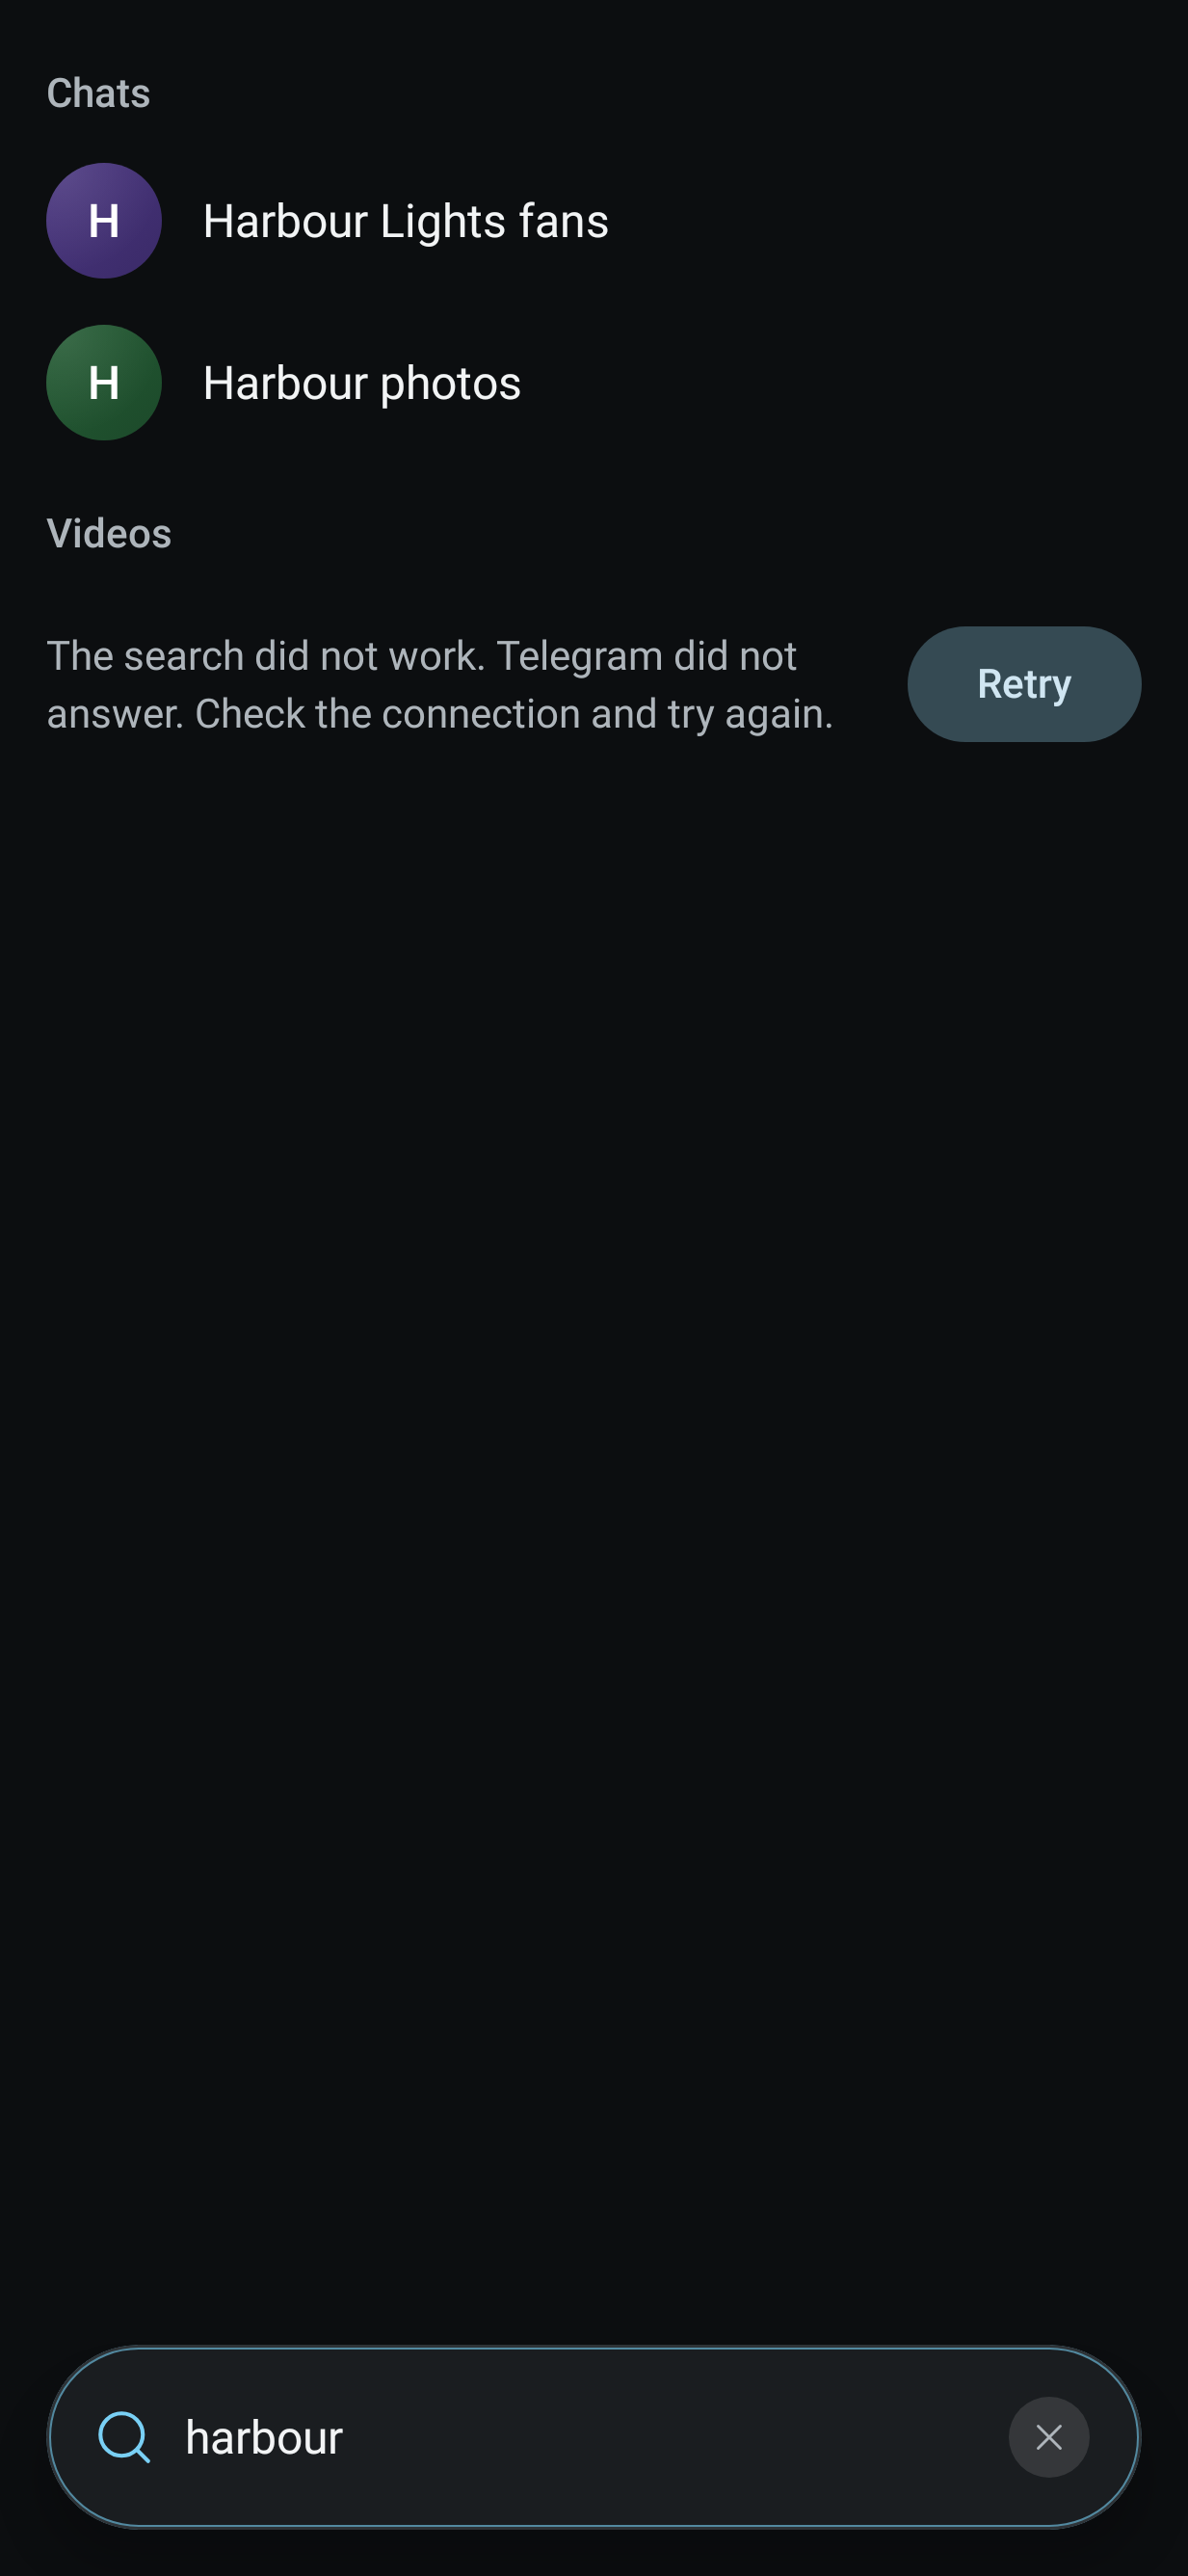 Chats
H
Harbour Lights fans
H
Harbour photos
Videos
The search did not work. Telegram did not
answer. Check the connection and try again.
Retry
harbour